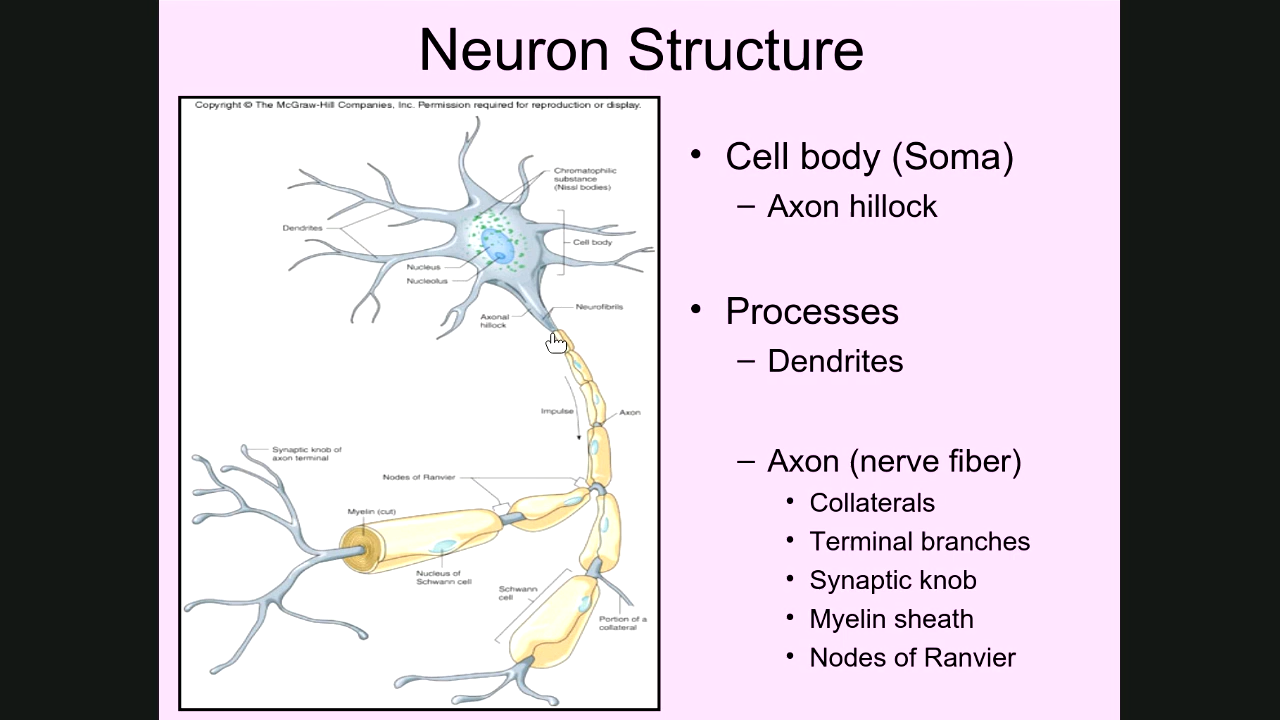 Neuron Structure
Copyright © The McGraw-Hill Companies, Inc. Permission required for reproduction or display.
Chromatophilic
substance
(Nissl bodies)
Dendrites
Cell body
Nucleus
Nucleolus
Neurofibrils
Axonal
hillock
Impulse
Axon
Synaptic knob of
axon terminal
Nodes of Ranvier
Myelin (cut)
Nucleus of
Schwann cell
Schwann
cell
Portion of a
collateral
• Cell body (Soma)
– Axon hillock
• Processes
– Dendrites
– Axon (nerve fiber)
• Collaterals
• Terminal branches
• Synaptic knob
• Myelin sheath
• Nodes of Ranvier